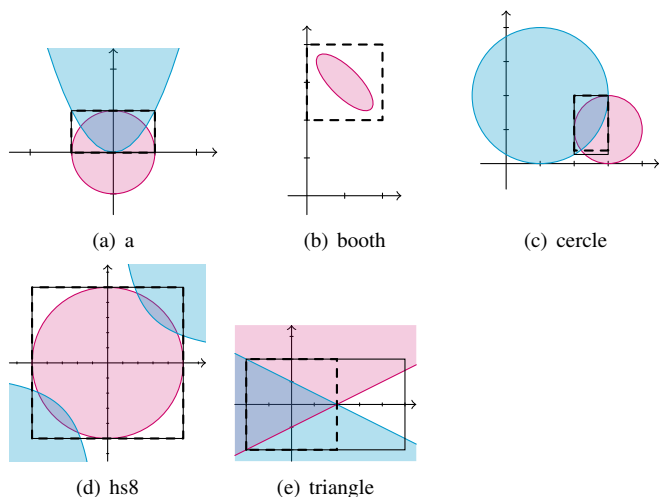 (a) a
(b) booth
(c) cercle
(d) hs8
(e) triangle